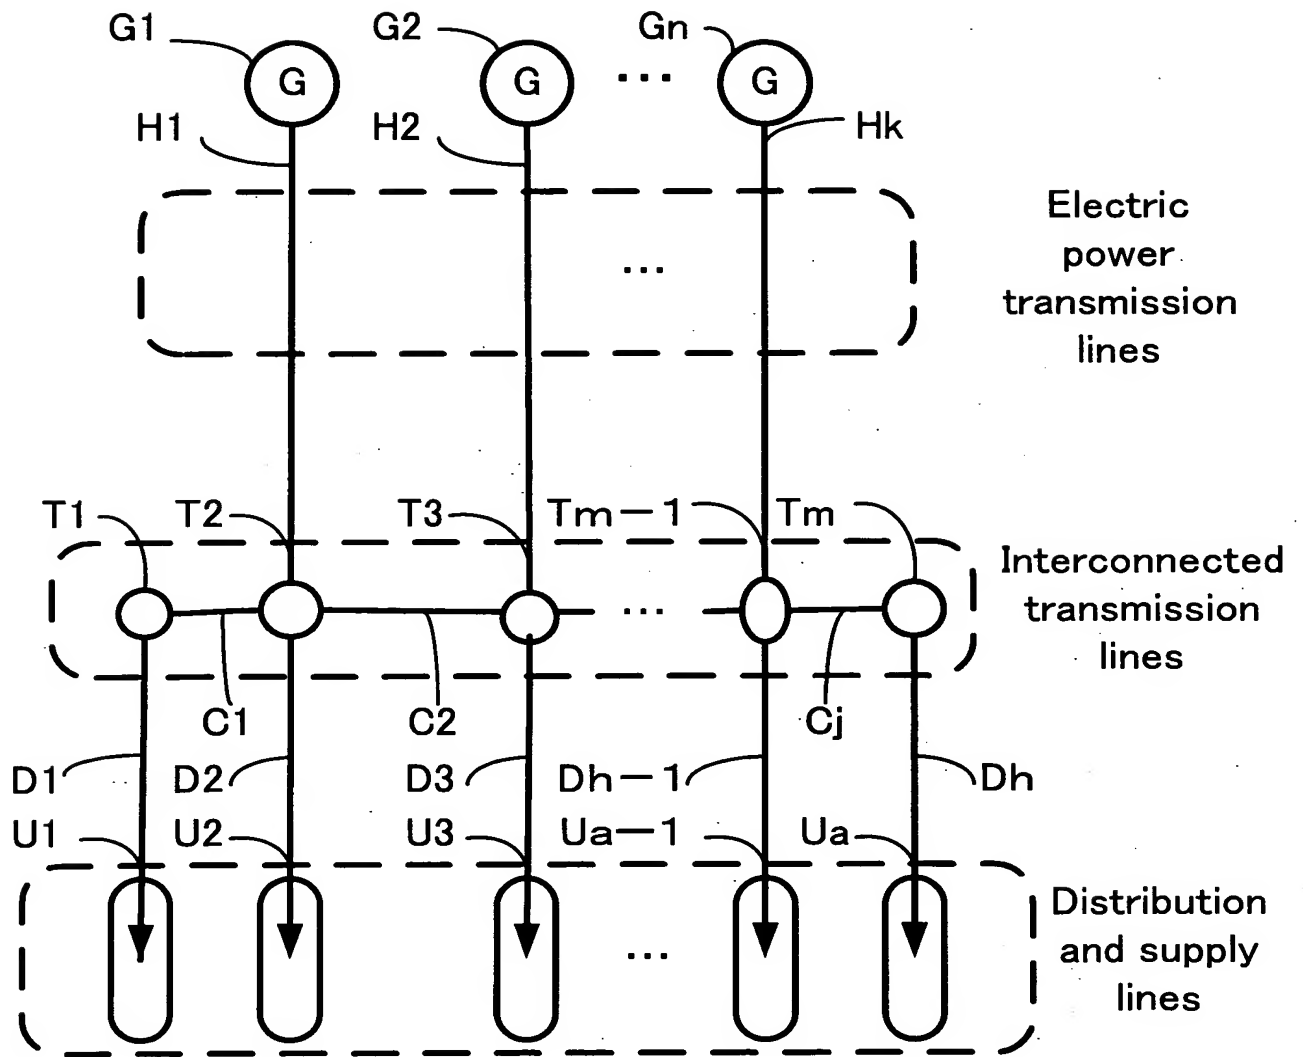 G1 G2 Gn
G G ... G
H1 H2 Hk
Electric
power
transmission
lines
...
T1 T2 T3 Tm-1 Tm
Interconnected
transmission
lines
...
C1 C2 Cj
D1 D2 D3 Dh-1 Dh
U1 U2 U3 Ua-1 Ua
Distribution
and supply
lines
...